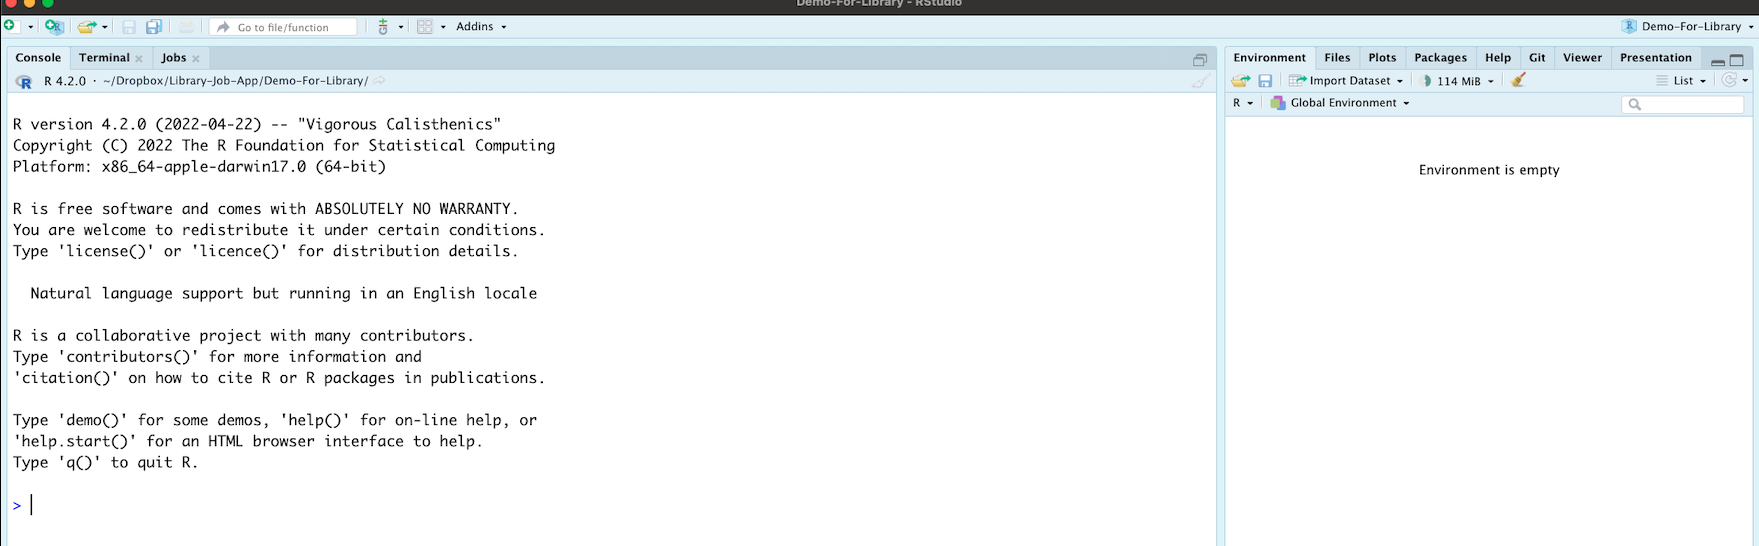 Demo-For-Library - RStudio
Go to file/function
Addins
Demo-For-Library
Console Terminal Jobs
R 4.2.0 · ~/Dropbox/Library-Job-App/Demo-For-Library/
R version 4.2.0 (2022-04-22) -- "Vigorous Calisthenics"
Copyright (C) 2022 The R Foundation for Statistical Computing
Platform: x86_64-apple-darwin17.0 (64-bit)
R is free software and comes with ABSOLUTELY NO WARRANTY.
You are welcome to redistribute it under certain conditions.
Type 'license()' or 'licence()' for distribution details.
Natural language support but running in an English locale
R is a collaborative project with many contributors.
Type 'contributors()' for more information and
'citation()' on how to cite R or R packages in publications.
Type 'demo()' for some demos, 'help()' for on-line help, or
'help.start()' for an HTML browser interface to help.
Type 'q()' to quit R.
>
Environment Files Plots Packages Help Git Viewer Presentation
Import Dataset 114 MiB List
R Global Environment
Environment is empty